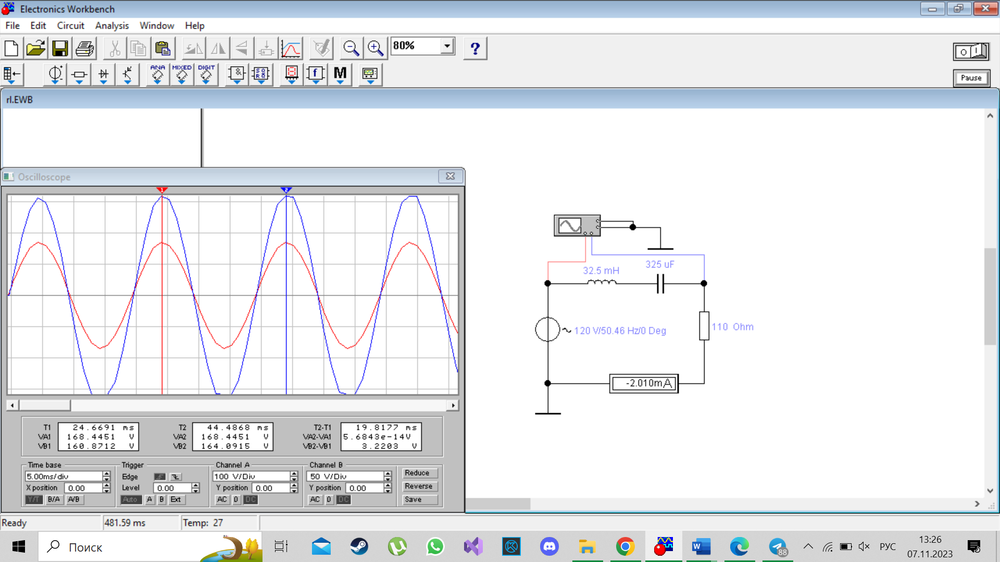 Electronics Workbench
File Edit Circuit Analysis Window Help
80%
?
ANA MIXED DIGIT
f M
Pause
rl.EWB
Oscilloscope
1 2
325 uF
32.5 mH
120 V/50.46 Hz/0 Deg
110 Ohm
-2.010mA
T1 24.6691 ms T2 44.4868 ms T2-T1 19.8177 ms
VA1 168.4451 V VA2 168.4451 V VA2-VA1 5.6843e-14V
VB1 160.8712 V VB2 164.0915 V VB2-VB1 3.2203 V
Time base Trigger Channel A Channel B
5.00ms/div Edge 100 V/Div 50 V/Div Reduce
X position 0.00 Level 0.00 Y position 0.00 Y position 0.00 Reverse
Y/T B/A A/B Auto A B Ext AC 0 DC AC 0 DC Save
Ready 481.59 ms Temp: 27
Поиск
W
88
РУС
13:26
07.11.2023